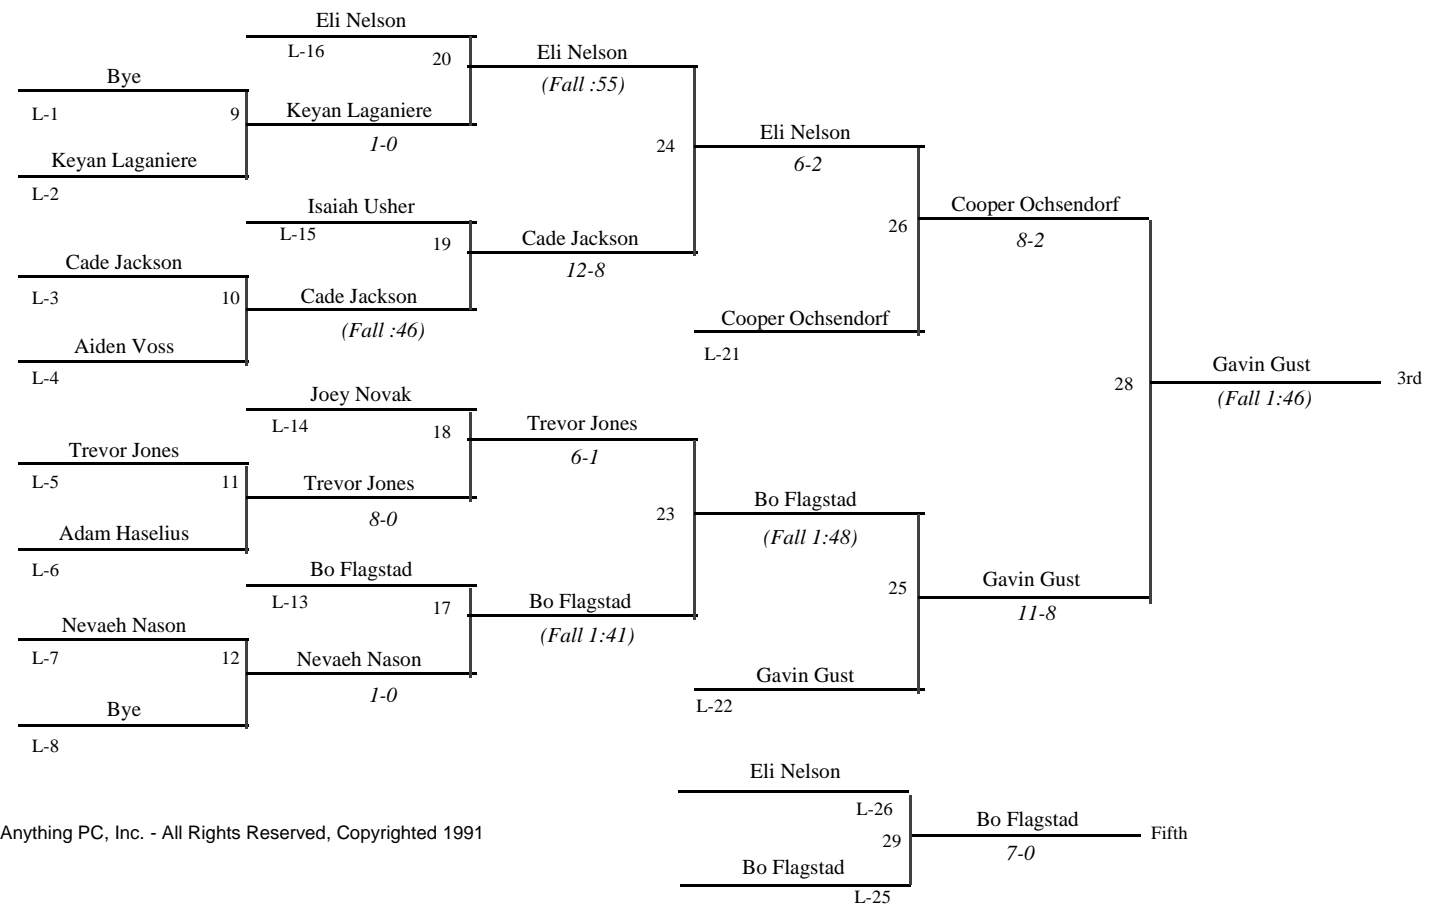 Eli Nelson
L-16
20
Eli Nelson
(Fall :55)
Bye
L-1
9
Keyan Laganiere
1-0
Keyan Laganiere
L-2
24
Eli Nelson
6-2
Isaiah Usher
L-15
19
Cade Jackson
12-8
Cade Jackson
L-3
10
Cade Jackson
(Fall :46)
Aiden Voss
L-4
26
Cooper Ochsendorf
8-2
Cooper Ochsendorf
L-21
28
Gavin Gust
3rd
(Fall 1:46)
Joey Novak
L-14
18
Trevor Jones
6-1
Trevor Jones
L-5
11
Trevor Jones
8-0
Adam Haselius
L-6
23
Bo Flagstad
(Fall 1:48)
Bo Flagstad
L-13
17
Bo Flagstad
(Fall 1:41)
Nevaeh Nason
L-7
12
Nevaeh Nason
1-0
Bye
L-8
25
Gavin Gust
11-8
Gavin Gust
L-22
Eli Nelson
L-26
29
Bo Flagstad
Fifth
7-0
Bo Flagstad
L-25
Anything PC, Inc. - All Rights Reserved, Copyrighted 1991